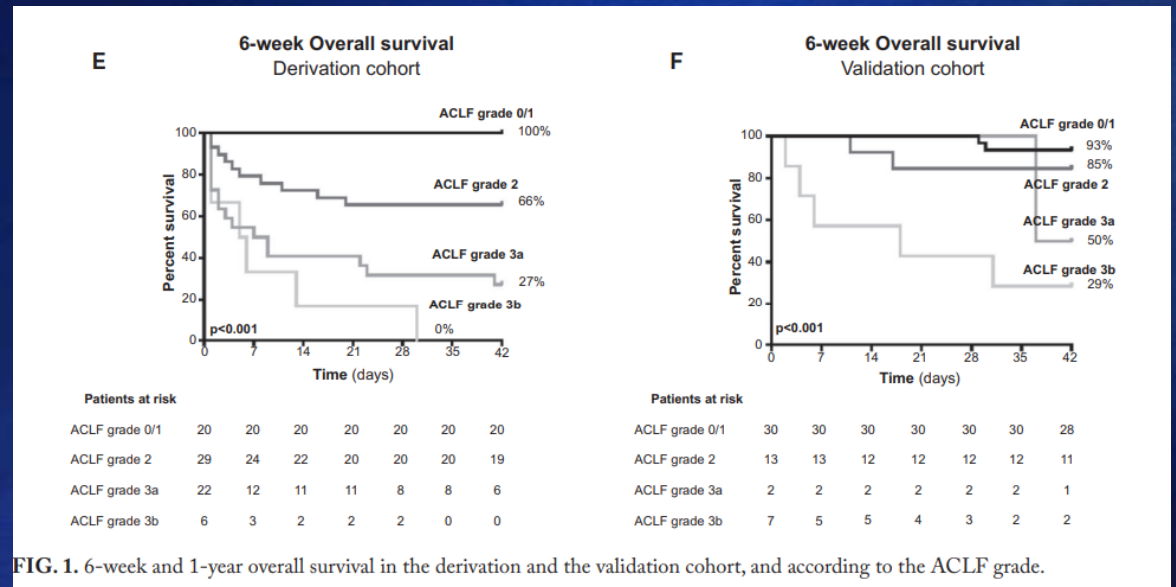 E
6-week Overall survival
Derivation cohort
ACLF grade 0/1
100%
ACLF grade 2
66%
ACLF grade 3a
27%
ACLF grade 3b
0%
p<0.001
Percent survival
100
80
60
40
20
0
0 7 14 21 28 35 42
Time (days)
Patients at risk
ACLF grade 0/1 20 20 20 20 20 20 20
ACLF grade 2 29 24 22 20 20 20 19
ACLF grade 3a 22 12 11 11 8 8 6
ACLF grade 3b 6 3 2 2 2 0 0
F
6-week Overall survival
Validation cohort
ACLF grade 0/1
93%
85%
ACLF grade 2
ACLF grade 3a
50%
ACLF grade 3b
29%
p<0.001
Percent survival
100
80
60
40
20
0
0 7 14 21 28 35 42
Time (days)
Patients at risk
ACLF grade 0/1 30 30 30 30 30 30 28
ACLF grade 2 13 13 12 12 12 12 11
ACLF grade 3a 2 2 2 2 2 2 1
ACLF grade 3b 7 5 5 4 3 2 2
FIG. 1. 6-week and 1-year overall survival in the derivation and the validation cohort, and according to the ACLF grade.